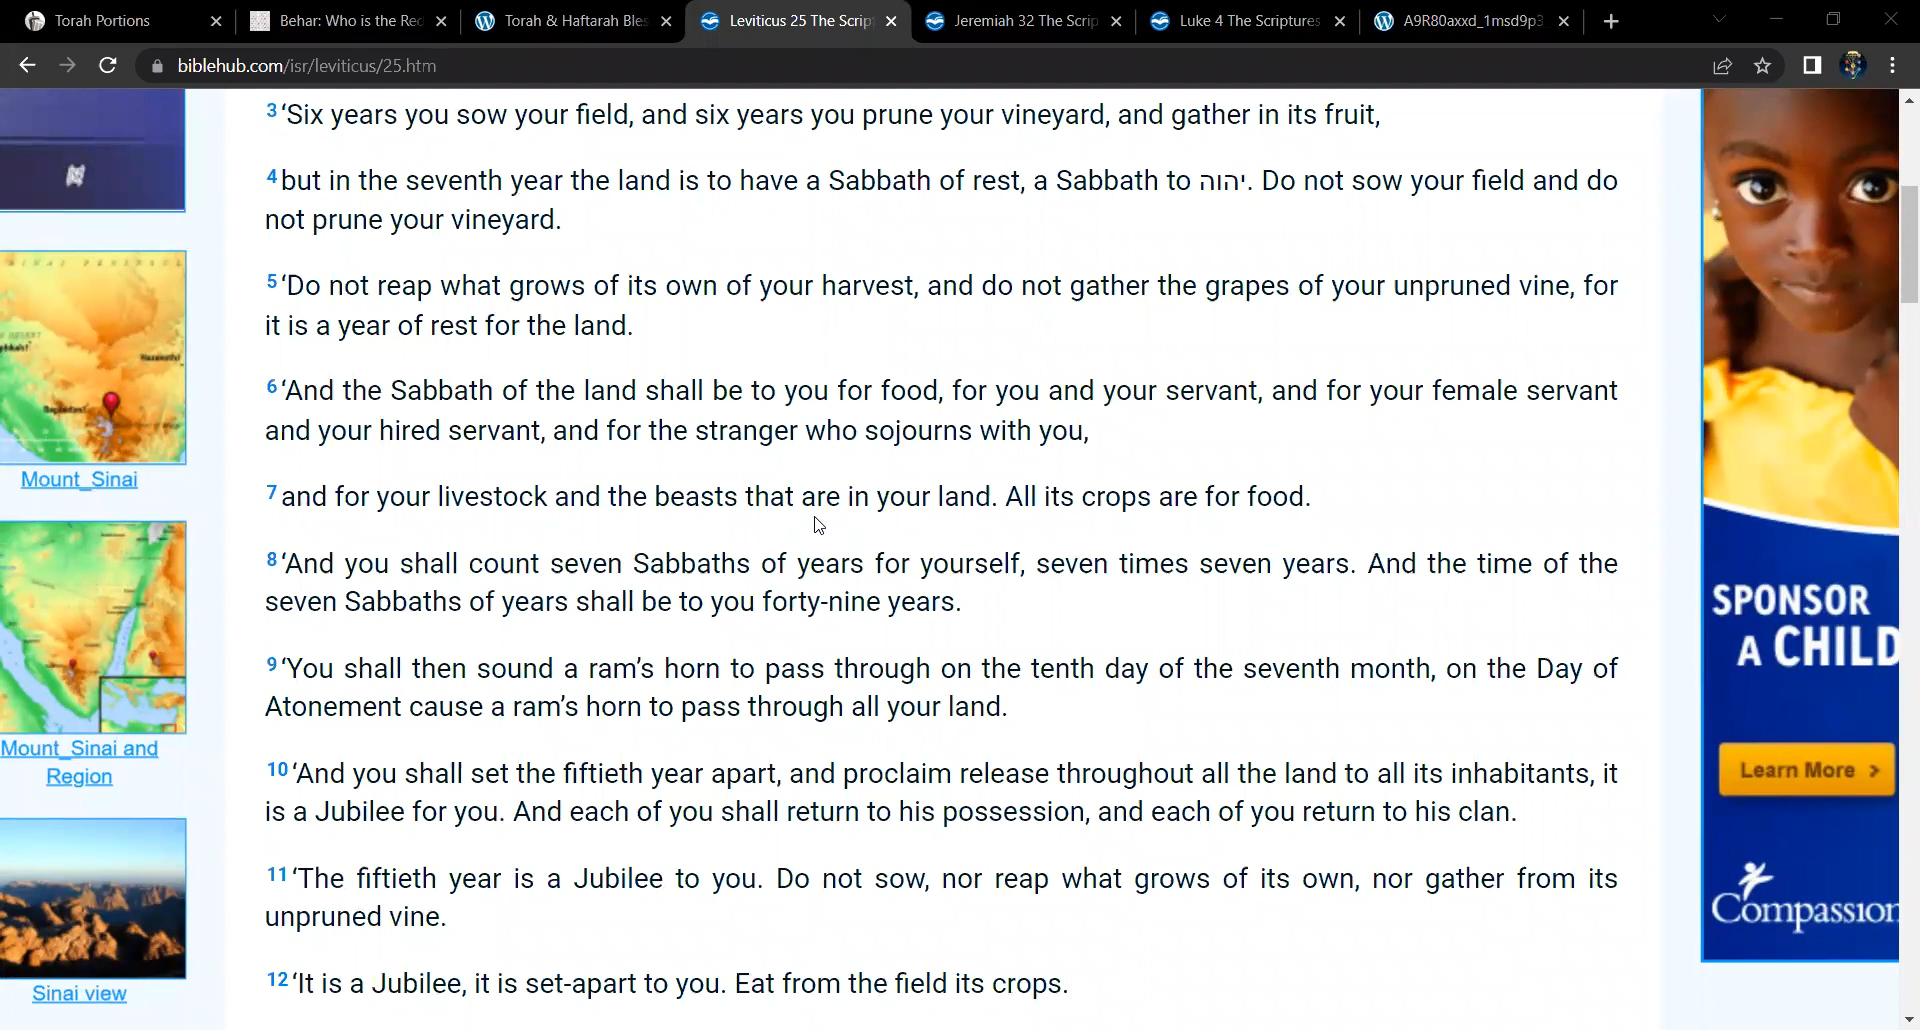 Torah Portions
Behar: Who is the Rec
Torah & Haftarah Bles
Leviticus 25 The Script
Jeremiah 32 The Scrip
Luke 4 The Scriptures
A9R80axxd_1msd9p3
biblehub.com/isr/leviticus/25.htm
3 ‘Six years you sow your field, and six years you prune your vineyard, and gather in its fruit,
4 but in the seventh year the land is to have a Sabbath of rest, a Sabbath to יהוה. Do not sow your field and do
not prune your vineyard.
5 ‘Do not reap what grows of its own of your harvest, and do not gather the grapes of your unpruned vine, for
it is a year of rest for the land.
6 ‘And the Sabbath of the land shall be to you for food, for you and your servant, and for your female servant
and your hired servant, and for the stranger who sojourns with you,
7 and for your livestock and the beasts that are in your land. All its crops are for food.
8 ‘And you shall count seven Sabbaths of years for yourself, seven times seven years. And the time of the
seven Sabbaths of years shall be to you forty-nine years.
9 ‘You shall then sound a ram’s horn to pass through on the tenth day of the seventh month, on the Day of
Atonement cause a ram’s horn to pass through all your land.
10 ‘And you shall set the fiftieth year apart, and proclaim release throughout all the land to all its inhabitants, it
is a Jubilee for you. And each of you shall return to his possession, and each of you return to his clan.
11 ‘The fiftieth year is a Jubilee to you. Do not sow, nor reap what grows of its own, nor gather from its
unpruned vine.
12 ‘It is a Jubilee, it is set-apart to you. Eat from the field its crops.
Mount_Sinai
Mount_Sinai and
Region
Sinai view
SPONSOR
A CHILD
Learn More >
Compassion